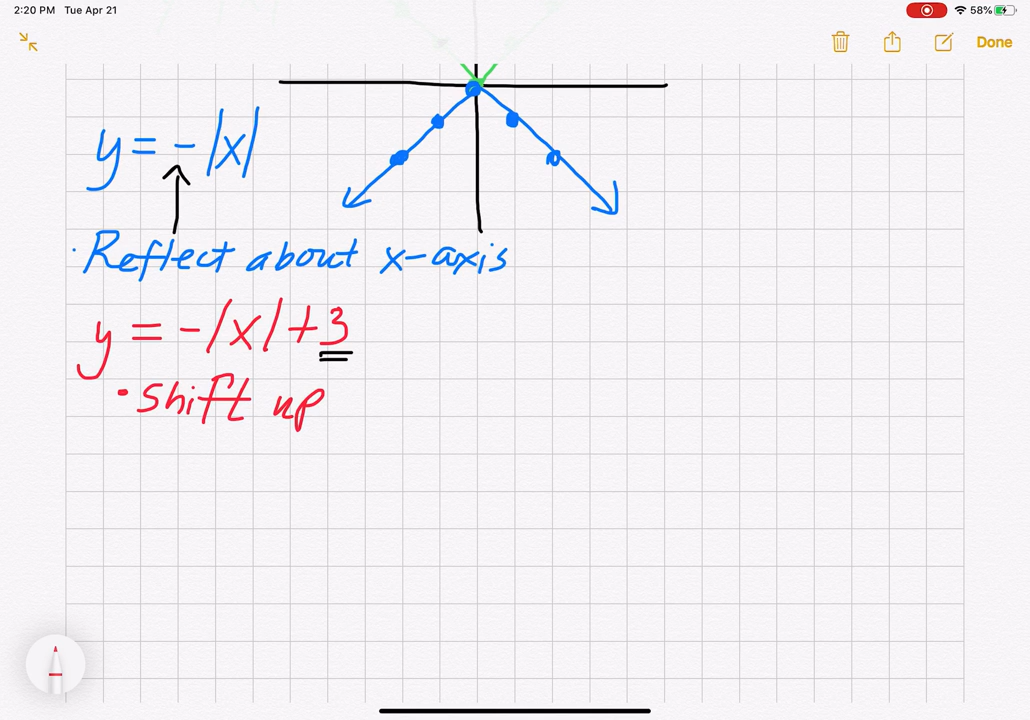 2:20 PM Tue Apr 21
58%
Done
y = - |x|
· Reflect about x-axis
y = -|x| + 3
· shift up